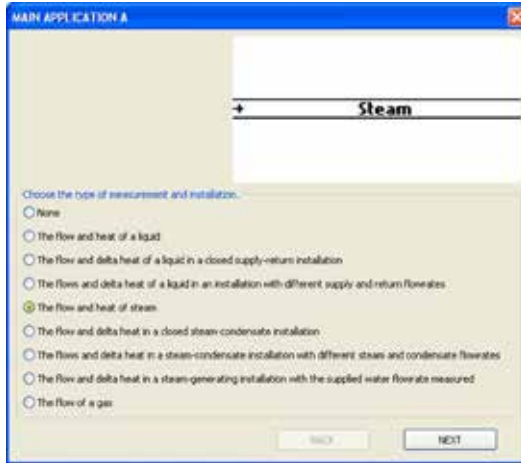 MAIN APPLICATION A
Steam
Choose the type of measurement and installation.
None
The flow and heat of a liquid
The flow and delta heat of a liquid in a closed supply-return installation
The flows and delta heat of a liquid in an installation with different supply and return flowrates
The flow and heat of steam
The flow and delta heat in a closed steam-condensate installation
The flows and delta heat in a steam-condensate installation with different steam and condensate flowrates
The flow and delta heat in a steam-generating installation with the supplied water flowrate measured
The flow of a gas
BACK NEXT